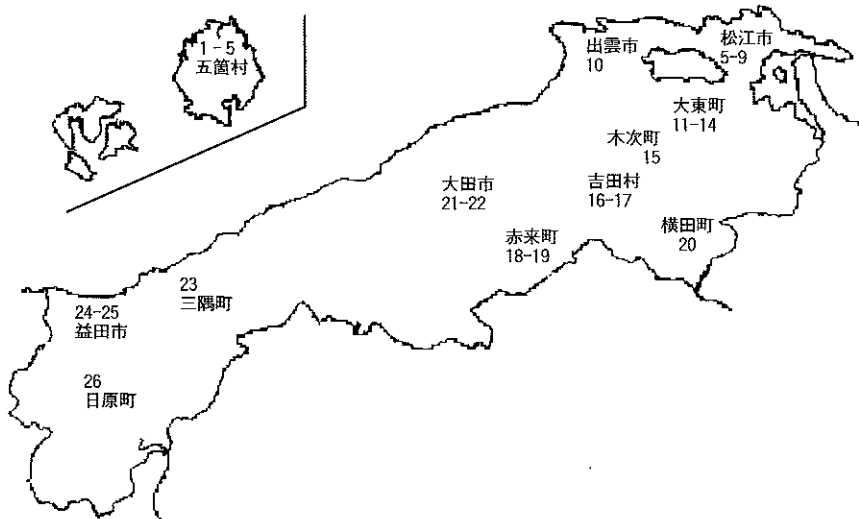 1-5
五箇村
出雲市
10
松江市
5-9
大東町
11-14
木次町
15
大田市
21-22
吉田村
16-17
赤来町
18-19
横田町
20
23
三隅町
24-25
益田市
26
日原町